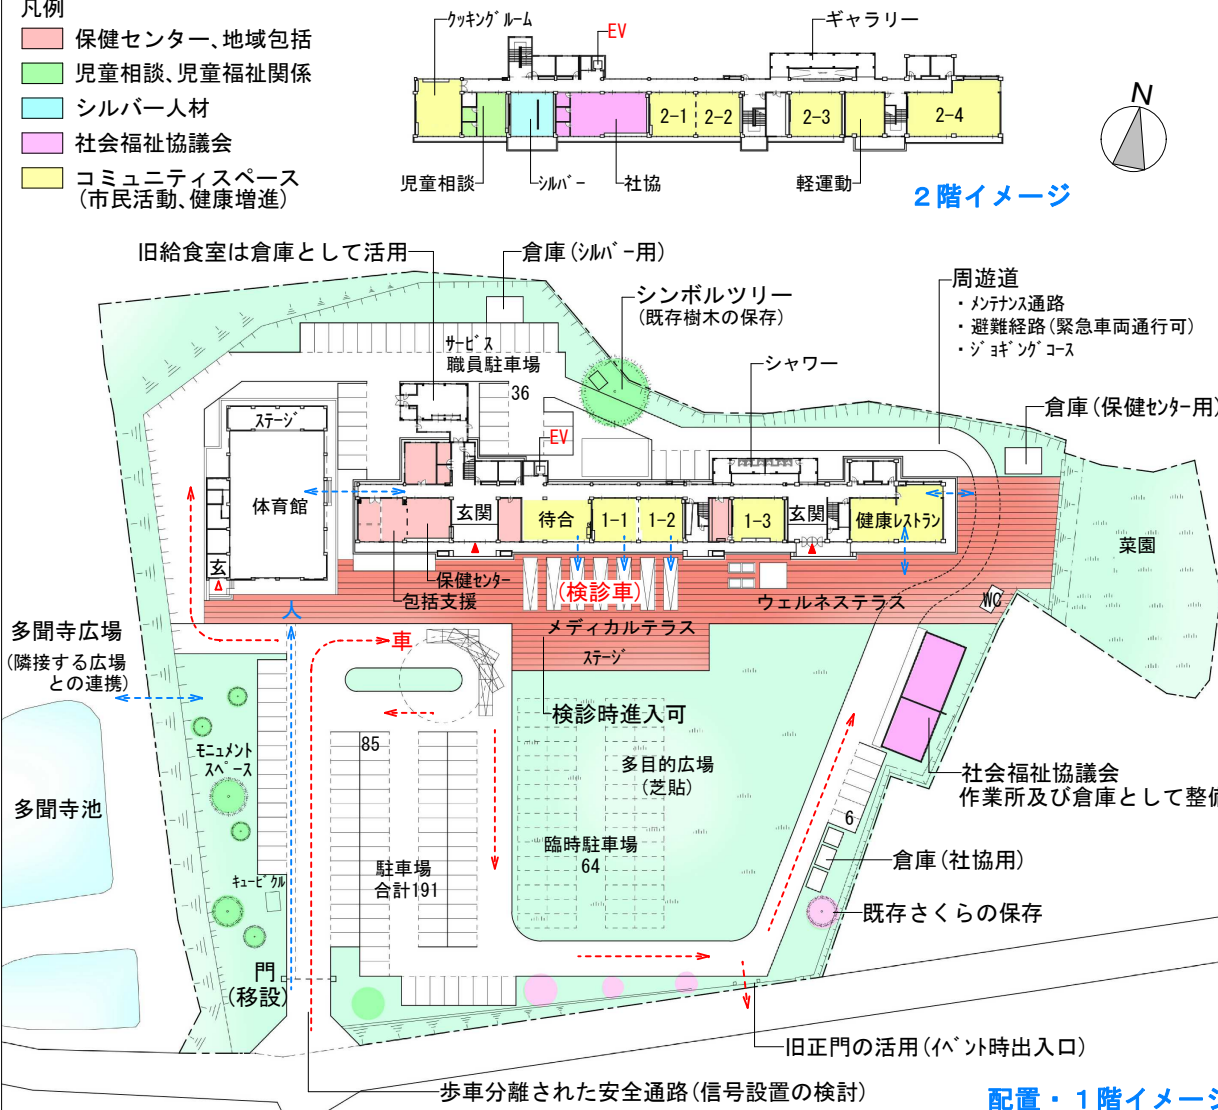 凡例
保健センター、地域包括
児童相談、児童福祉関係
シルバー人材
社会福祉協議会
コミュニティスペース
(市民活動、健康増進)
クッキングルーム
EV
ギャラリー
2-1
2-2
2-3
2-4
児童相談
シルバー
社協
軽運動
N
２階イメージ
旧給食室は倉庫として活用
倉庫(シルバー用)
シンボルツリー
(既存樹木の保存)
周遊道
・メンテナンス通路
・避難経路(緊急車両通行可)
・ジョギングコース
サービス
職員駐車場
36
シャワー
倉庫(保健センター用)
ステージ
EV
体育館
玄関
待合
1-1
1-2
1-3
玄関
健康レストラン
菜園
玄
保健センター
包括支援
(検診車)
ウェルネステラス
WC
人
車
メディカルテラス
ステージ
多聞寺広場
(隣接する広場
との連携)
検診時進入可
85
モニュメント
スペース
多目的広場
(芝貼)
社会福祉協議会
作業所及び倉庫として整備
多聞寺池
6
臨時駐車場
64
倉庫(社協用)
駐車場
合計191
キュービクル
既存さくらの保存
門
(移設)
旧正門の活用(イベント時出入口)
歩車分離された安全通路(信号設置の検討)
配置・１階イメージ